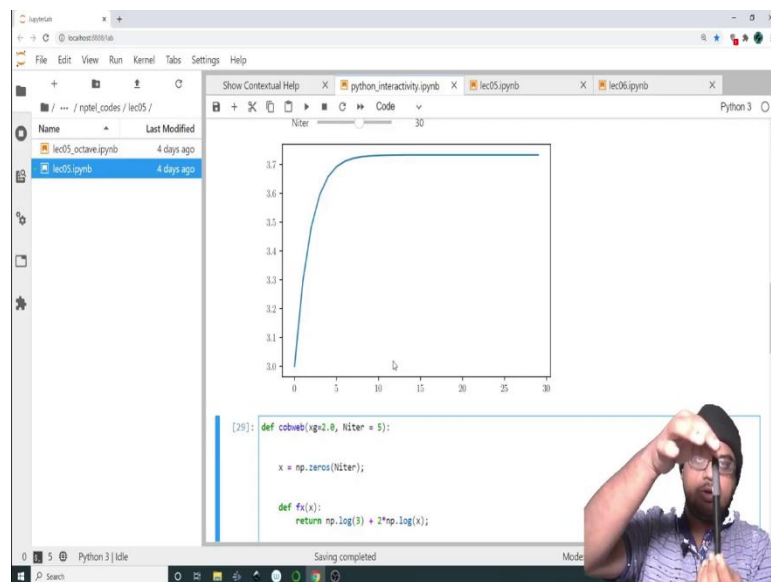 JupyterLab
localhost:8888/lab
File Edit View Run Kernel Tabs Settings Help
Show Contextual Help
python_interactivity.ipynb
lec05.ipynb
lec06.ipynb
/ ... / nptel_codes / lec05 /
Code
Python 3
Name
Last Modified
lec05_octave.ipynb 4 days ago
lec05.ipynb 4 days ago
Niter 30
3.7
3.6
3.5
3.4
3.3
3.2
3.1
3.0
0 5 10 15 20 25 30
[29]: def cobweb(xg=2.0, Niter = 5):
x = np.zeros(Niter);
def fx(x):
return np.log(3) + 2*np.log(x);
0 5 Python 3 | Idle
Saving completed
Mode:
Search